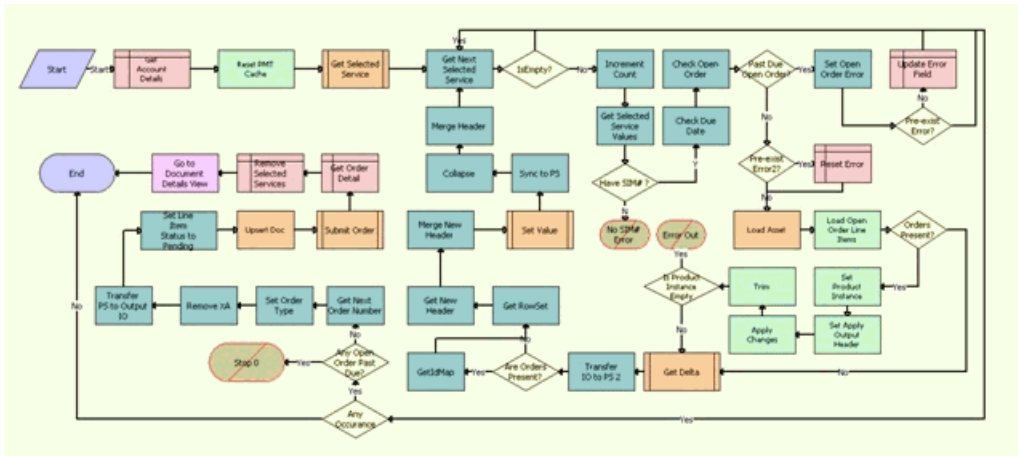 Yes
Start
Start
Get
Account
Details
Reset PMT
Cache
Get Selected
Service
Get Next
Selected
Service
IsEmpty?
No
Increment
Count
Check Open
Order
Past Due
Open Order?
Yes
Set Open
Order Error
Update Error
Field
No
Merge Header
Get Selected
Service
Values
Check Due
Date
No
Pre-exist
Error?
End
Go to
Document
Details View
Remove
Selected
Services
Get Order
Detail
Collapse
Sync to PS
Have SIM# ?
Y
Pre-exist
Error2?
Yes
Reset Error
No
N
Set Line
Item
Status to
Pending
Upsert Doc
Submit Order
Merge New
Header
Set Value
No SIM#
Error
Error Out
Load Asset
Load Open
Order Line
Items
Orders
Present?
Yes
Is Product
Instance
Empty
Trim
Set
Product
Instance
Yes
Transfer
PS to Output
IO
Remove XA
Set Order
Type
Get Next
Order Number
Get New
Header
Get RowSet
No
No
No
No
Apply
Changes
Set Apply
Output
Header
Stop 0
Yes
Any Open
Order Past
Due?
GetIdMap
Yes
Are Orders
Present?
Transfer
IO to PS 2
Get Delta
No
Yes
Any
Occurance
Yes